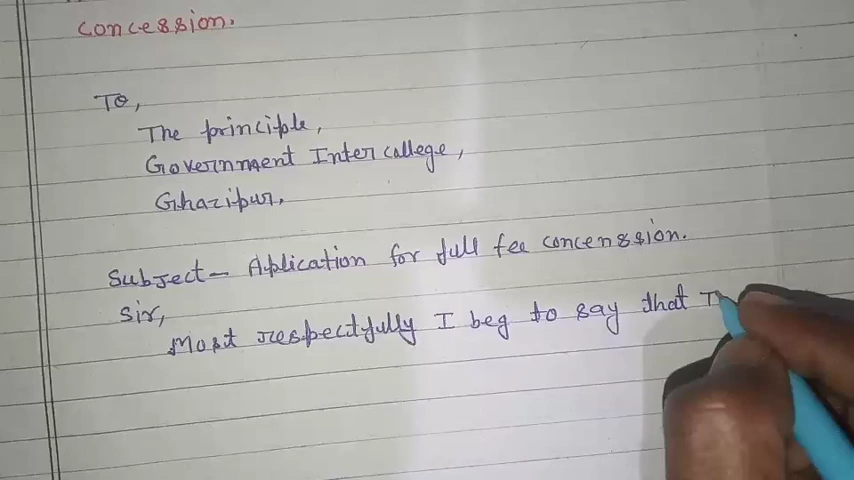 concession.
To,
The principle,
Government Inter college,
Ghazipur.
Subject- Application for full fee concenssion.
Sir,
Most respectfully I beg to say that